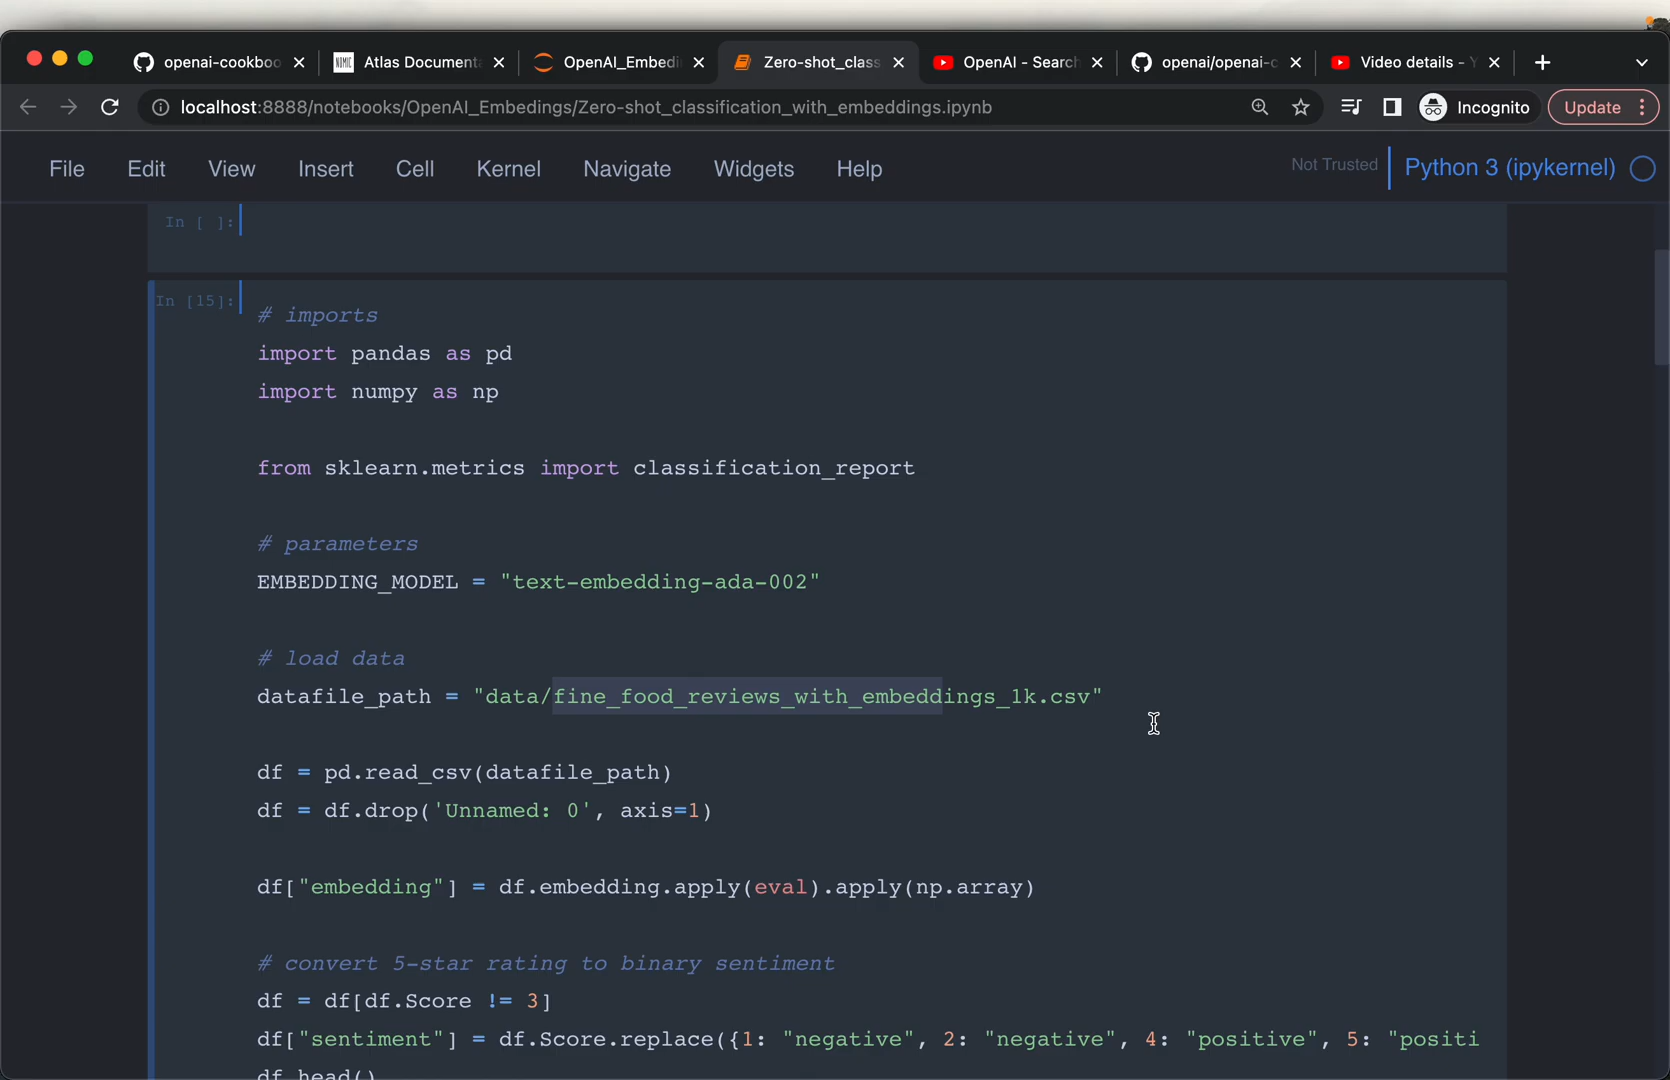 openai-cookboo
Atlas Documenta
OpenAI_Embedi
Zero-shot_class
OpenAI - Search
openai/openai-c
Video details - Y
localhost:8888/notebooks/OpenAI_Embedings/Zero-shot_classification_with_embeddings.ipynb
Incognito
Update
File Edit View Insert Cell Kernel Navigate Widgets Help
Not Trusted
Python 3 (ipykernel)
In [ ]:
In [15]:
# imports
import pandas as pd
import numpy as np
from sklearn.metrics import classification_report
# parameters
EMBEDDING_MODEL = "text-embedding-ada-002"
# load data
datafile_path = "data/fine_food_reviews_with_embeddings_1k.csv"
df = pd.read_csv(datafile_path)
df = df.drop('Unnamed: 0', axis=1)
df["embedding"] = df.embedding.apply(eval).apply(np.array)
# convert 5-star rating to binary sentiment
df = df[df.Score != 3]
df["sentiment"] = df.Score.replace({1: "negative", 2: "negative", 4: "positive", 5: "positi
df.head()